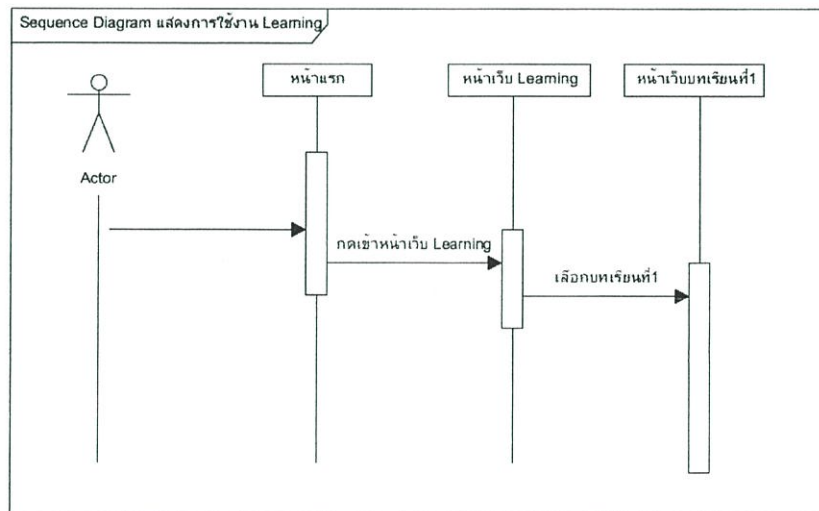 Sequence Diagram แสดงการใช้งาน Learning
หน้าแรก
หน้าเว็บ Learning
หน้าเว็บบทเรียนที่1
Actor
กดเข้าหน้าเว็บ Learning
เลือกบทเรียนที่1